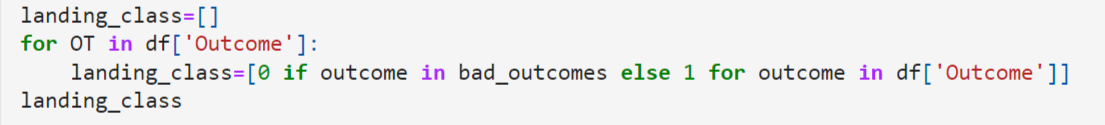 landing_class=[]
for OT in df['Outcome']:
    landing_class=[0 if outcome in bad_outcomes else 1 for outcome in df['Outcome']]
landing_class